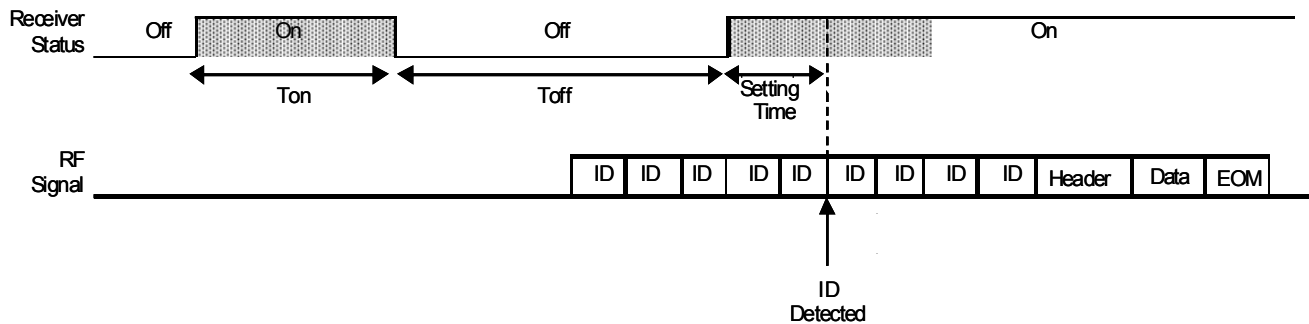 Receiver
Status
Off
On
Off
On
Ton
Toff
Setting
Time
RF
Signal
ID ID ID ID ID ID ID ID ID Header Data EOM
ID
Detected